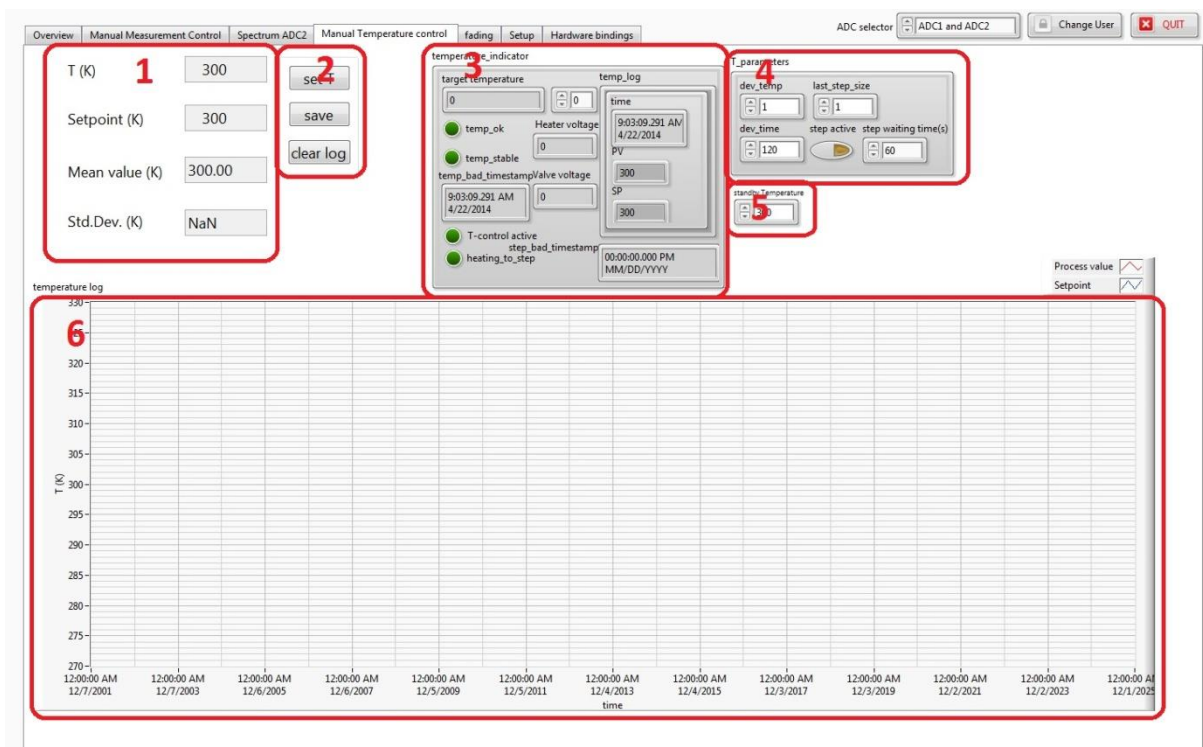 ADC selector ADC1 and ADC2 Change User QUIT
Overview Manual Measurement Control Spectrum ADC2 Manual Temperature control fading Setup Hardware bindings
1
T (K) 300
Setpoint (K) 300
Mean value (K) 300.00
Std.Dev. (K) NaN
2
set T
save
clear log
temperature_indicator
3
target temperature
0 0
temp_ok
temp_stable
temp_bad_timestamp
9:03:09.291 AM
4/22/2014
Heater voltage
0
Valve voltage
0
T-control active
heating_to_step
temp_log
time
9:03:09.291 AM
4/22/2014
PV
300
SP
300
step_bad_timestamp
00:00:00.000 PM
MM/DD/YYYY
T_parameters
4
dev_temp last_step_size
1 1
dev_time step active step waiting time(s)
120 60
standby Temperature
5
Process value
Setpoint
temperature log
6
330
320
315
310
305
300
295
290
285
280
275
270
T (K)
12:00:00 AM 12:00:00 AM 12:00:00 AM 12:00:00 AM 12:00:00 AM 12:00:00 AM 12:00:00 AM 12:00:00 AM 12:00:00 AM 12:00:00 AM 12:00:00 AM 12:00:00 AM
12/7/2001 12/7/2003 12/6/2005 12/6/2007 12/5/2009 12/5/2011 12/4/2013 12/4/2015 12/3/2017 12/3/2019 12/2/2021 12/2/2023
12:00:00
12/1/2025
time